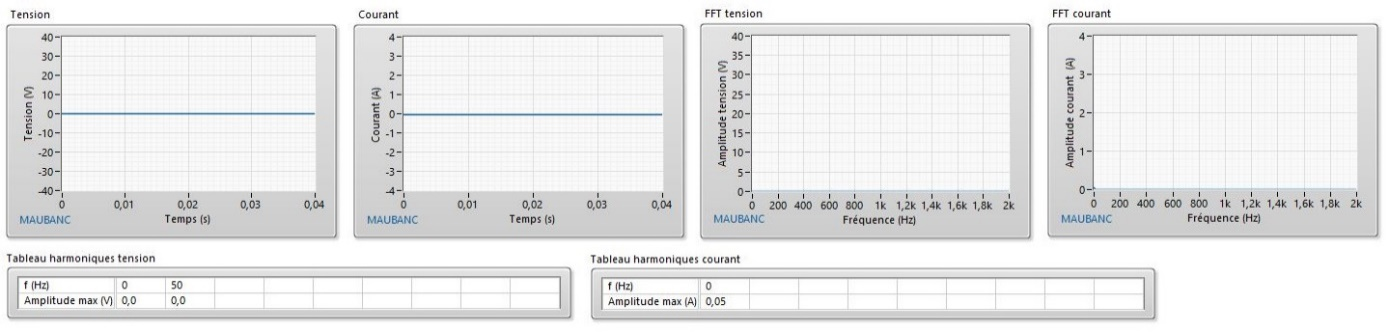 Tension
Tension (V)
40
30
20
10
0
-10
-20
-30
-40
0 0,01 0,02 0,03 0,04
MAUBANC Temps (s)
Courant
Courant (A)
4
3
2
1
0
-1
-2
-3
-4
0 0,01 0,02 0,03 0,04
MAUBANC Temps (s)
FFT tension
Amplitude tension (V)
40
35
30
25
20
15
10
5
0
0 200 400 600 800 1k 1,2k 1,4k 1,6k 1,8k 2k
MAUBANC Fréquence (Hz)
FFT courant
Amplitude courant (A)
4
3
2
1
0
0 200 400 600 800 1k 1,2k 1,4k 1,6k 1,8k 2k
MAUBANC Fréquence (Hz)
Tableau harmoniques tension
f (Hz) 0 50
Amplitude max (V) 0,0 0,0
Tableau harmoniques courant
f (Hz) 0
Amplitude max (A) 0,05